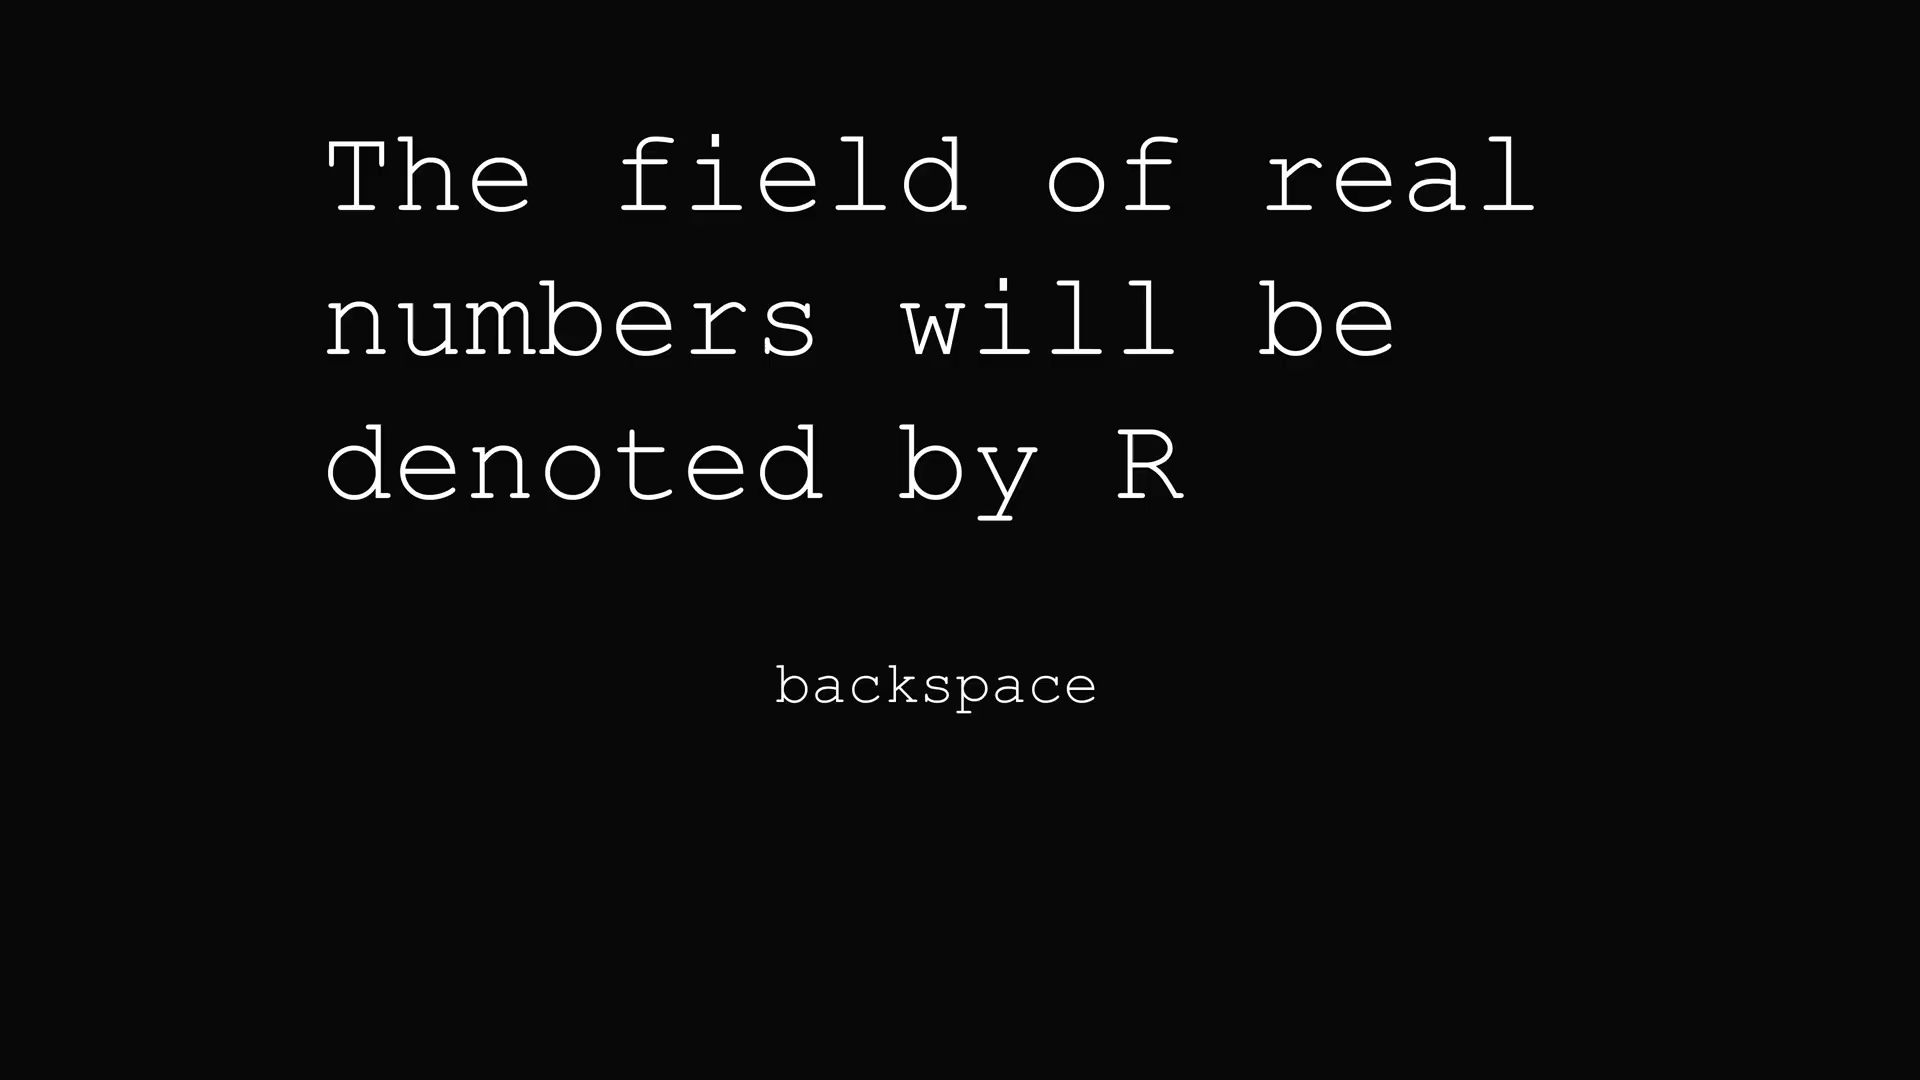 The field of real
numbers will be
denoted by R
backspace